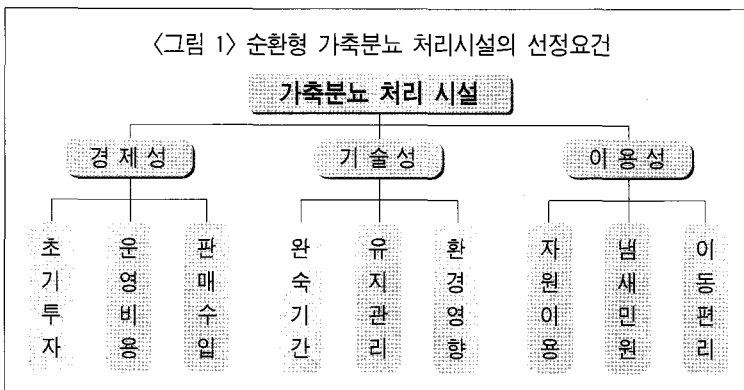 〈그림 1〉 순환형 가축분뇨 처리시설의 선정요건
가축분뇨 처리 시설
경제성
기술성
이용성
초기투자
운영비용
판매수입
완숙기간
유지관리
환경영향
자원이용
냄새민원
이동편리